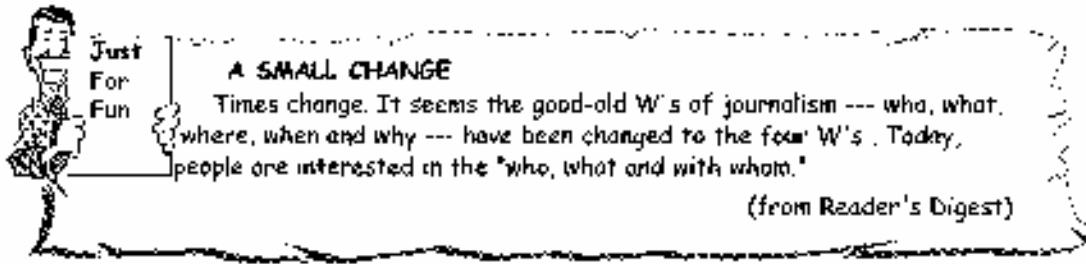 Just
For
Fun
A SMALL CHANGE
Times change. It seems the good-old W's of journalism --- who, what,
where, when and why --- have been changed to the four W's . Today,
people are interested in the "who, what and with whom."
(from Reader's Digest)